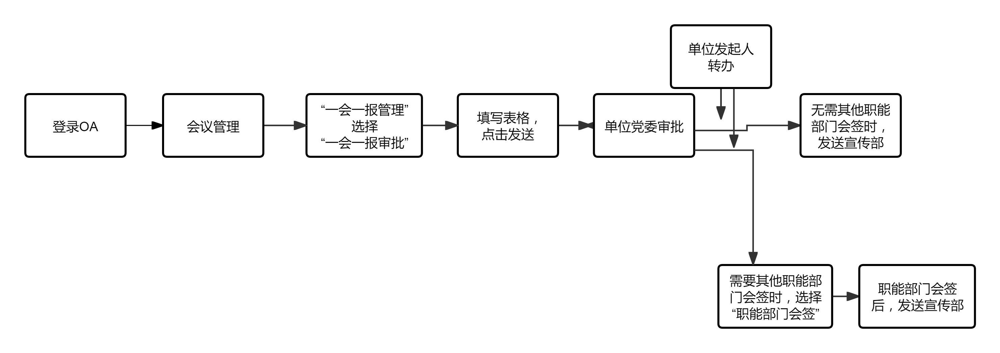 登录OA
会议管理
“一会一报管理”
选择
“一会一报审批”
填写表格，
点击发送
单位党委审批
单位发起人
转办
无需其他职能
部门会签时，
发送宣传部
需要其他职能部
门会签时，选择
“职能部门会签”
职能部门会签
后，发送宣传部